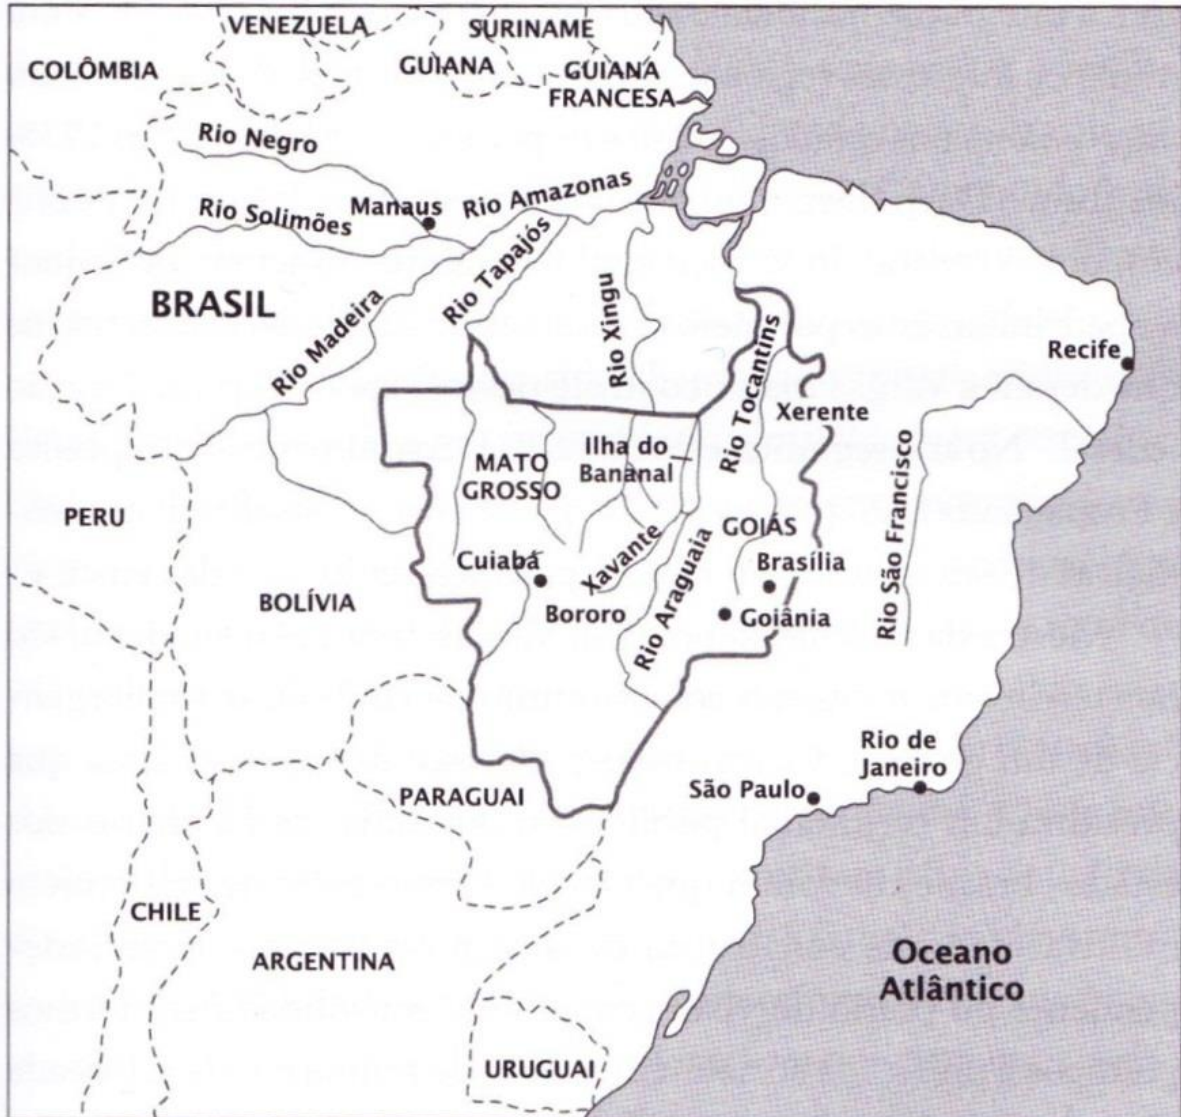 VENEZUELA
SURINAME
COLÔMBIA
GUIANA
GUIANA
FRANCESA
Rio Negro
Rio Amazonas
Rio Solimões
Manaus
Rio Tapajós
BRASIL
Rio Madeira
Rio Xingu
Rio Tocantins
Recife
Xerente
Ilha do
Bananal
MATO
GROSSO
Rio São Francisco
PERU
GOIÁS
Cuiabá
Xavante
Brasília
BOLÍVIA
Bororo
Rio Araguaia
Goiânia
Rio de
Janeiro
São Paulo
PARAGUAI
CHILE
ARGENTINA
Oceano
Atlântico
URUGUAI